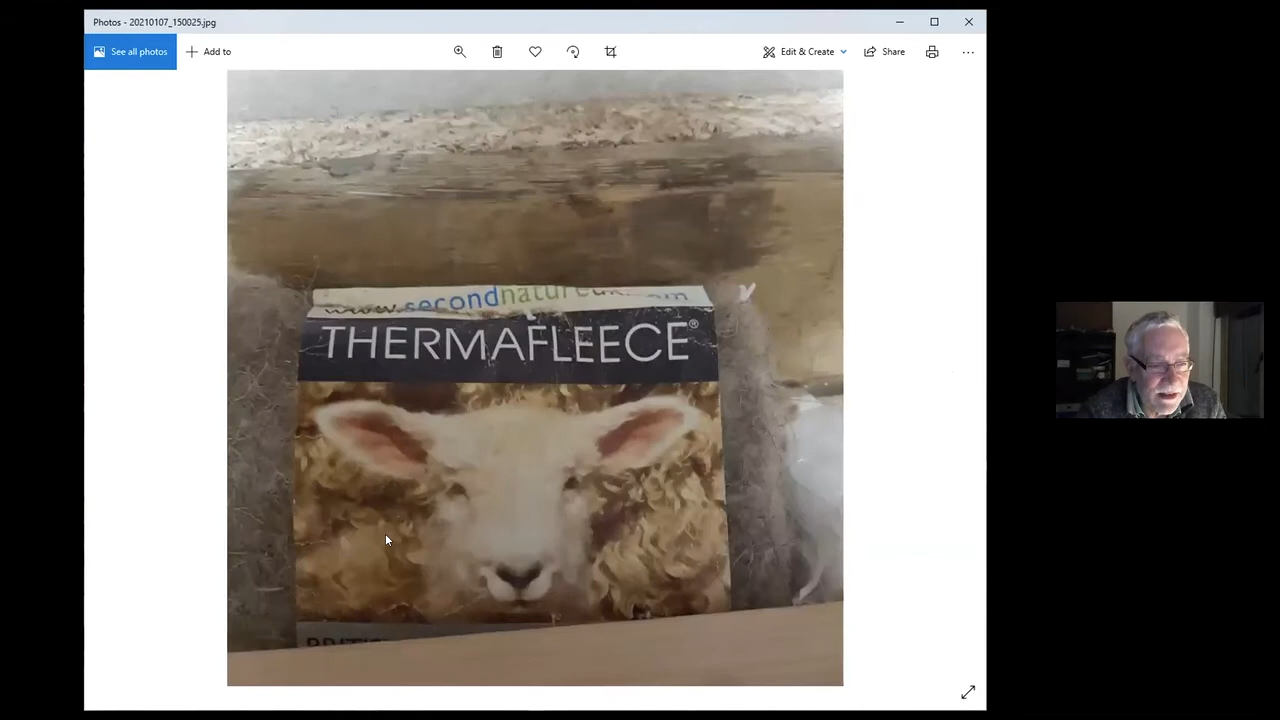 Photos - 20210107_150025.jpg
See all photos
Add to
Edit & Create
Share
www.secondnatureuk.com
THERMAFLEECE®